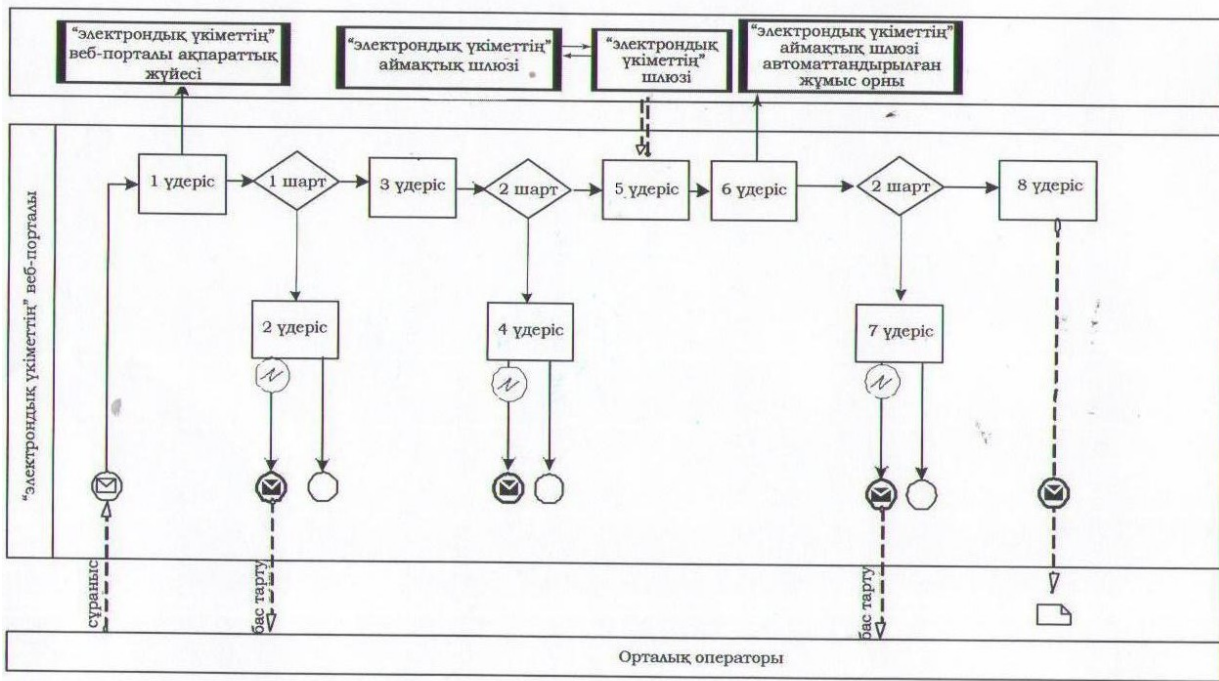 "электрондық үкіметтің"
веб-порталы ақпараттық
жүйесі
"электрондық үкіметтің"
аймақтық шлюзі
"электрондық
үкіметтің"
шлюзі
"электрондық үкіметтің"
аймақтық шлюзі
автоматтандырылған
жұмыс орны
"электрондық үкіметтің" веб-порталы
1 үдеріс
1 шарт
3 үдеріс
2 шарт
5 үдеріс
6 үдеріс
2 шарт
8 үдеріс
2 үдеріс
4 үдеріс
7 үдеріс
сұраныс
бас тарту
бас тарту
Орталық операторы